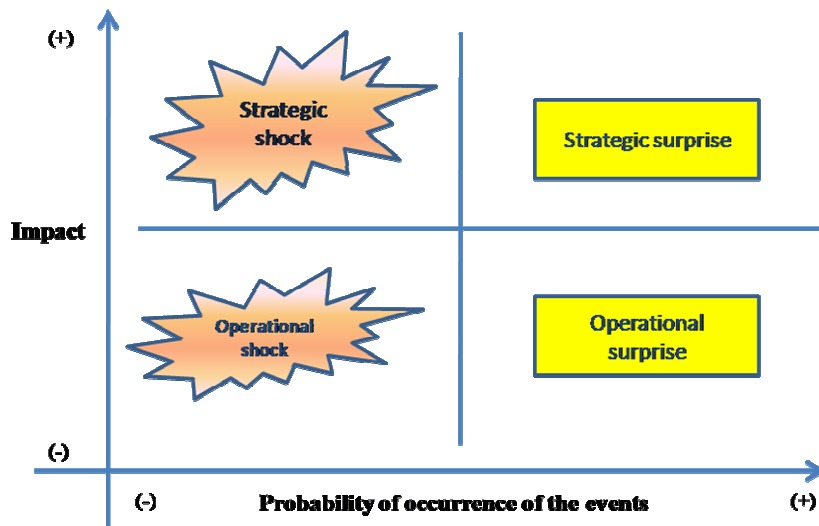 (+)
Strategic
shock
Strategic surprise
Impact
Operational
shock
Operational
surprise
(-)
(-)
Probability of occurrence of the events
(+)